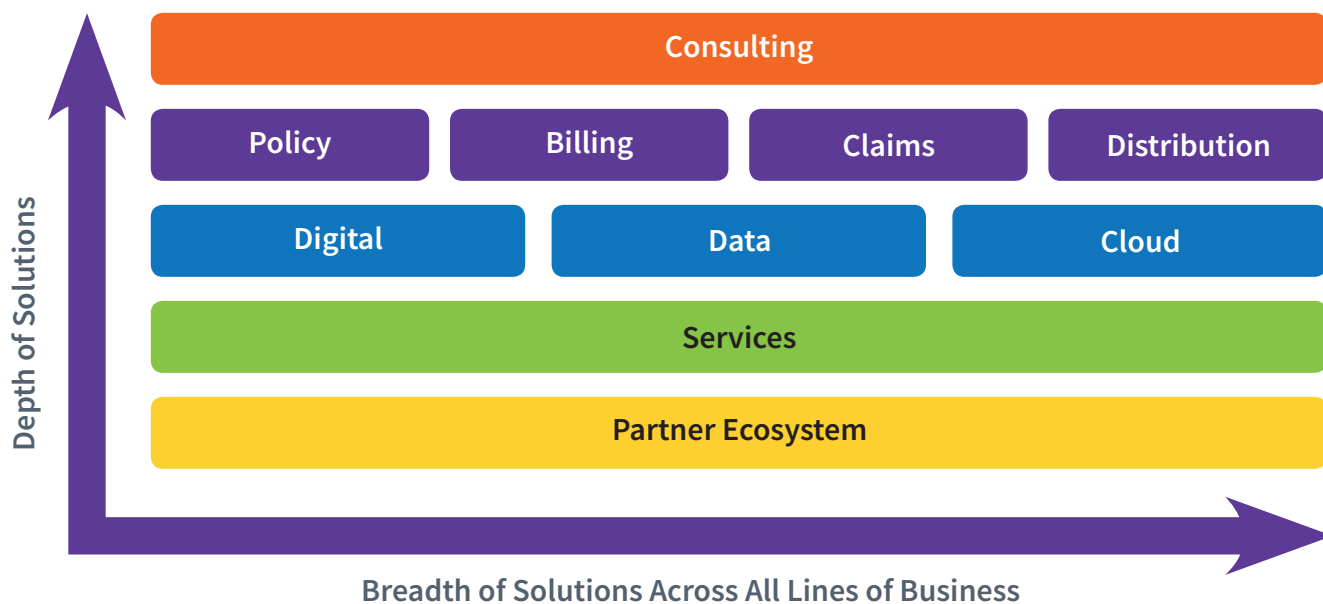 Consulting
Policy
Billing
Claims
Distribution
Digital
Data
Cloud
Services
Partner Ecosystem
Depth of Solutions
Breadth of Solutions Across All Lines of Business